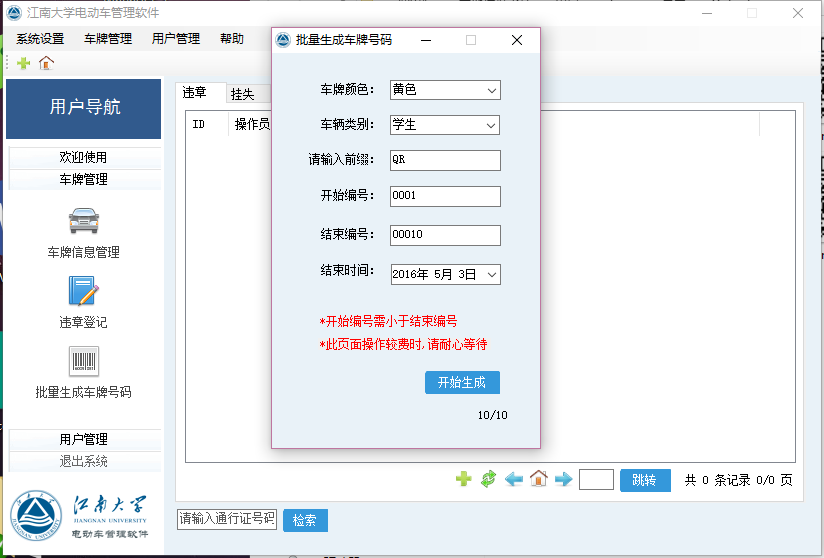 江南大学电动车管理软件
系统设置 车牌管理 用户管理 帮助
用户导航
欢迎使用
车牌管理
车牌信息管理
违章登记
批量生成车牌号码
用户管理
退出系统
江南大学
JIANGNAN UNIVERSITY
电动车管理软件
违章 挂失
ID 操作员
批量生成车牌号码
车牌颜色： 黄色
车辆类别： 学生
请输入前缀： QR
开始编号： 0001
结束编号： 00010
结束时间： 2016年 5月 3日
*开始编号需小于结束编号
*此页面操作较费时,请耐心等待
开始生成
10/10
跳转 共 0 条记录 0/0 页
请输入通行证号码 检索